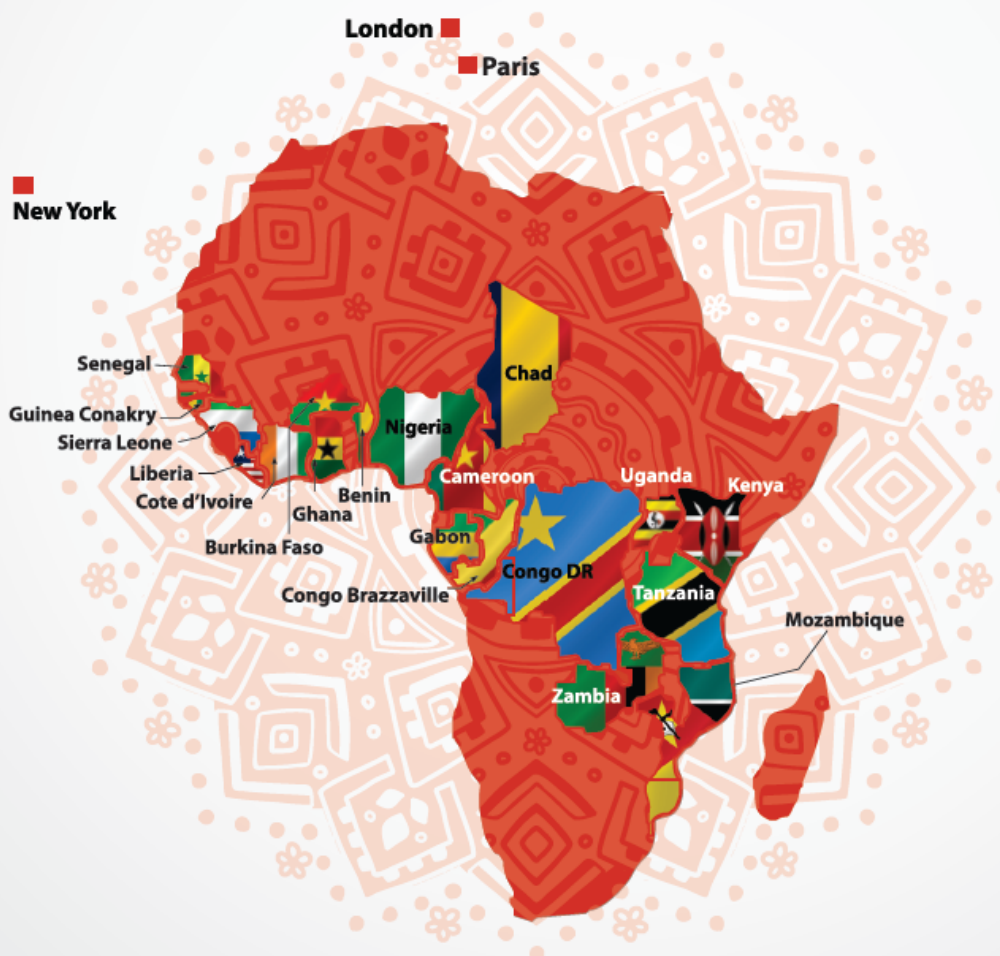 London
Paris
New York
Senegal
Chad
Guinea Conakry
Nigeria
Sierra Leone
Liberia
Cameroon
Uganda
Kenya
Cote d'Ivoire
Benin
Ghana
Burkina Faso
Gabon
Congo DR
Congo Brazzaville
Tanzania
Mozambique
Zambia